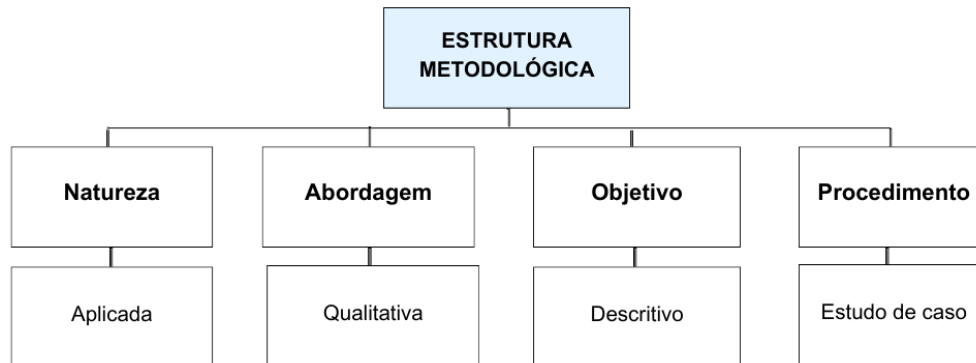 ESTRUTURA
METODOLÓGICA
Natureza
Abordagem
Objetivo
Procedimento
Aplicada
Qualitativa
Descritivo
Estudo de caso